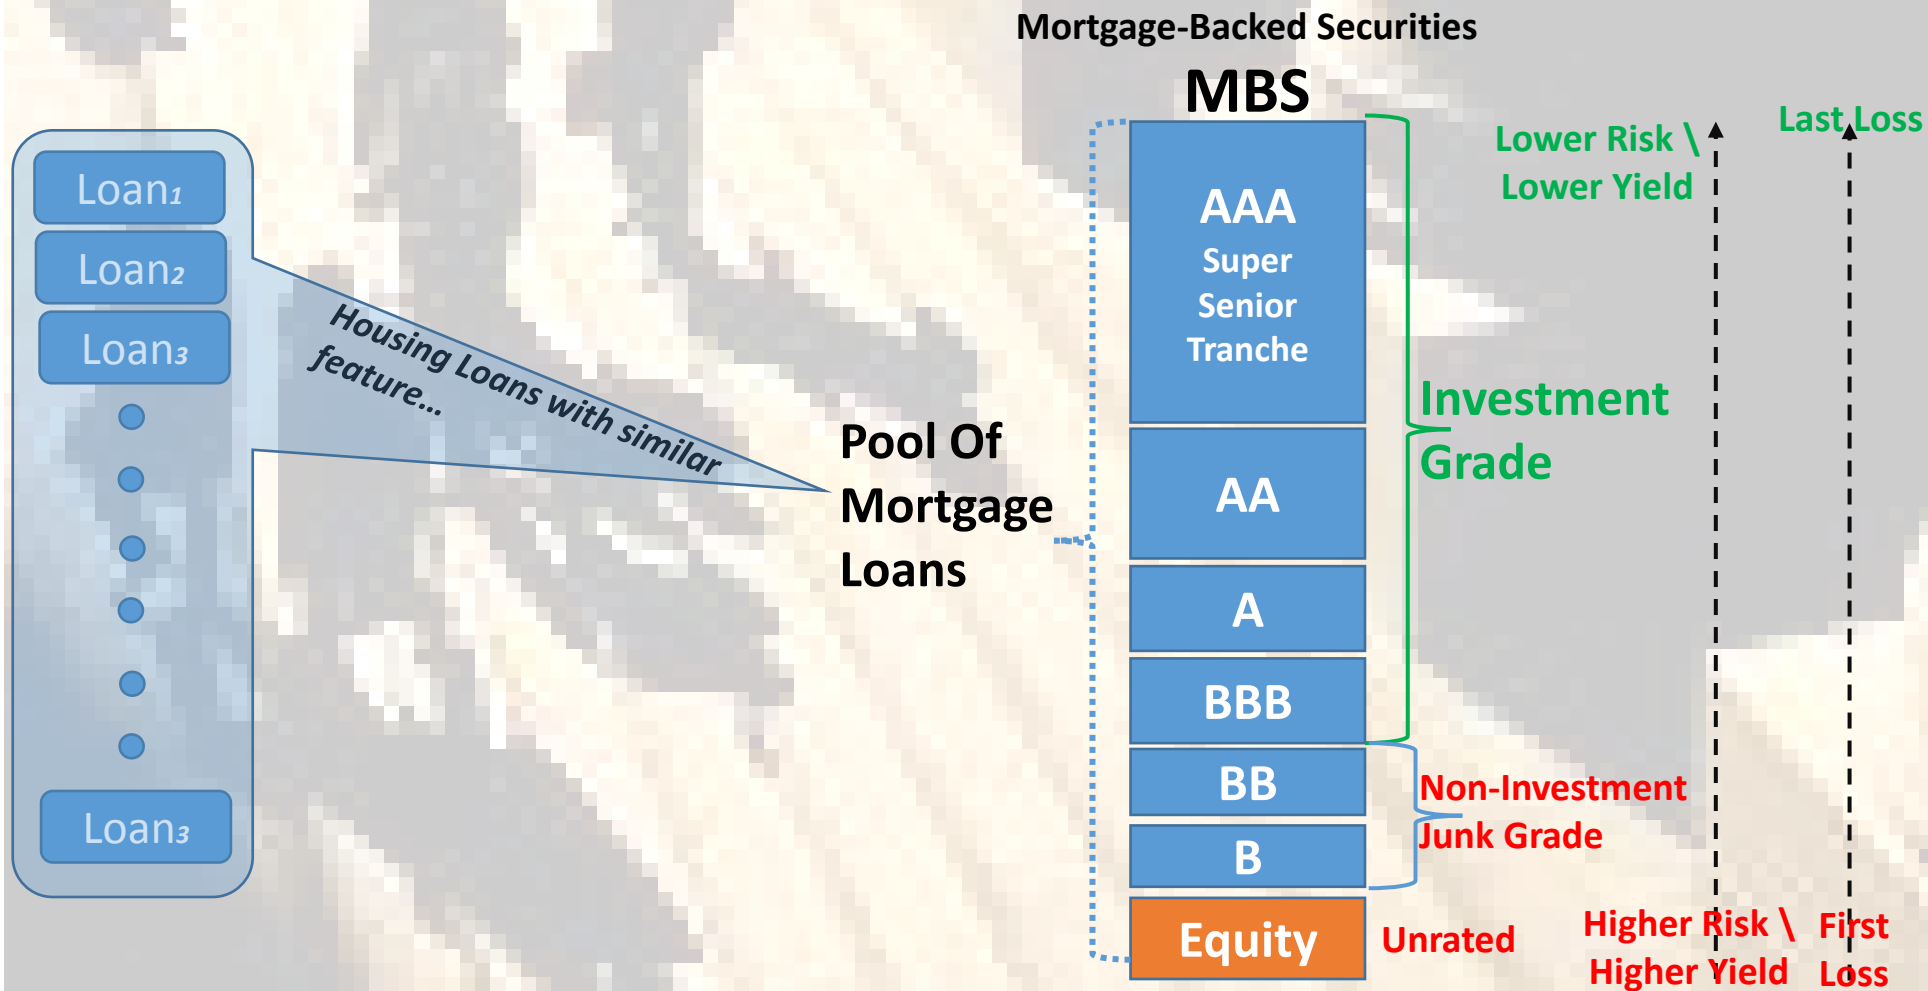 Mortgage-Backed Securities
MBS
Loan1
Loan2
Loan3
Loan3
Housing Loans with similar
feature...
Pool Of
Mortgage
Loans
AAA
Super
Senior
Tranche
AA
A
BBB
BB
B
Equity
Investment
Grade
Non-Investment
Junk Grade
Unrated
Lower Risk \
Lower Yield
Last Loss
Higher Risk \
Higher Yield
First
Loss